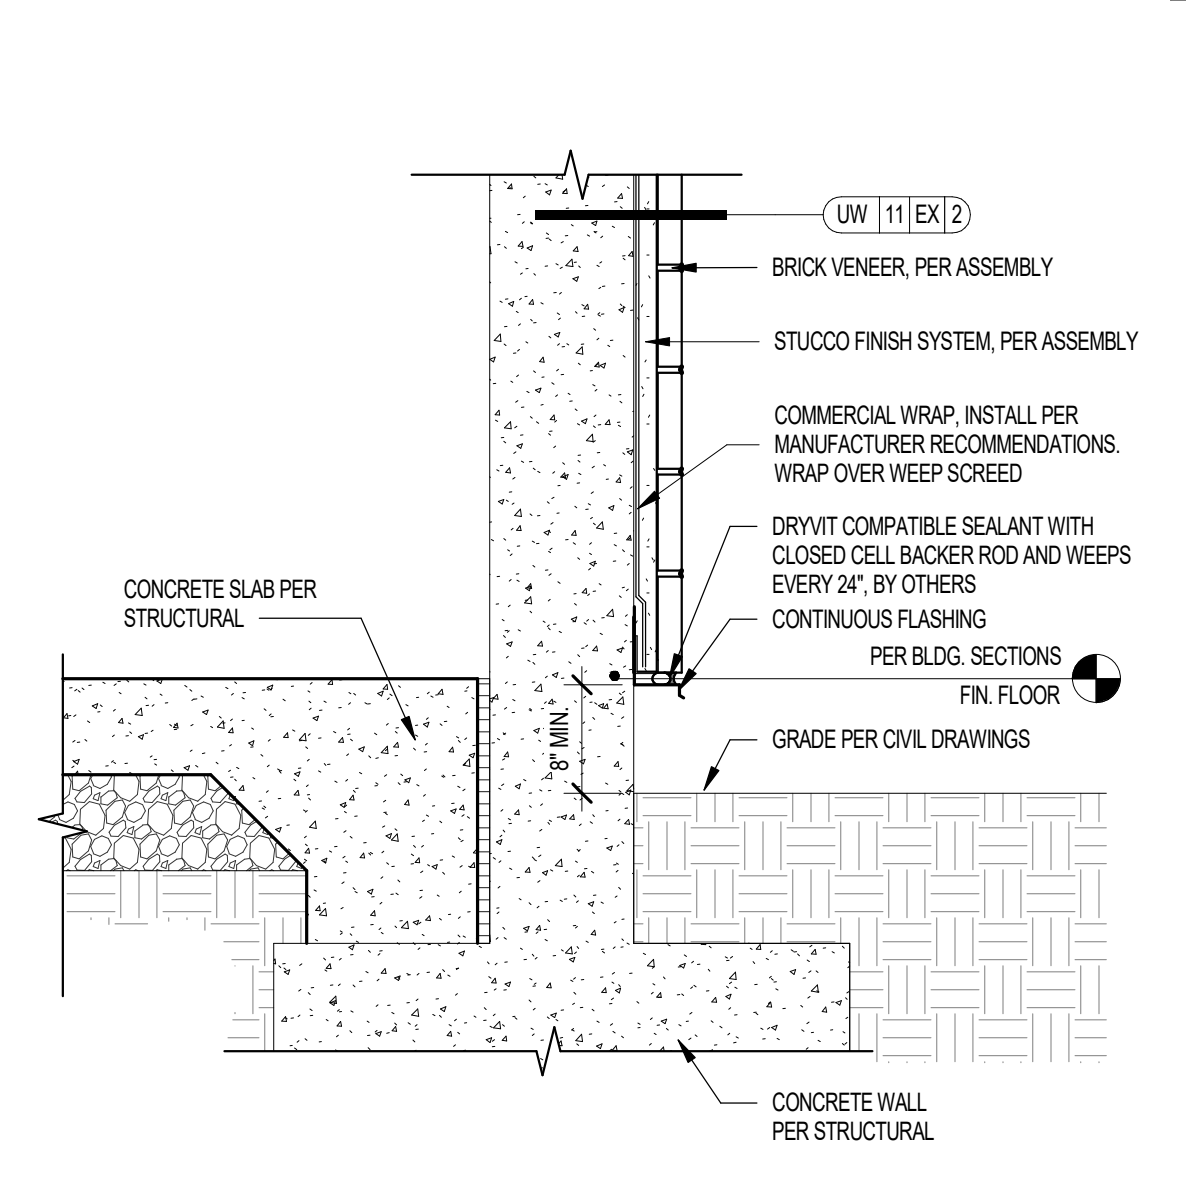 UW 11 EX 2
BRICK VENEER, PER ASSEMBLY
STUCCO FINISH SYSTEM, PER ASSEMBLY
COMMERCIAL WRAP, INSTALL PER
MANUFACTURER RECOMMENDATIONS.
WRAP OVER WEEP SCREED
DRYVIT COMPATIBLE SEALANT WITH
CLOSED CELL BACKER ROD AND WEEPS
EVERY 24", BY OTHERS
CONCRETE SLAB PER
STRUCTURAL
CONTINUOUS FLASHING
PER BLDG. SECTIONS
FIN. FLOOR
8" MIN.
GRADE PER CIVIL DRAWINGS
CONCRETE WALL
PER STRUCTURAL